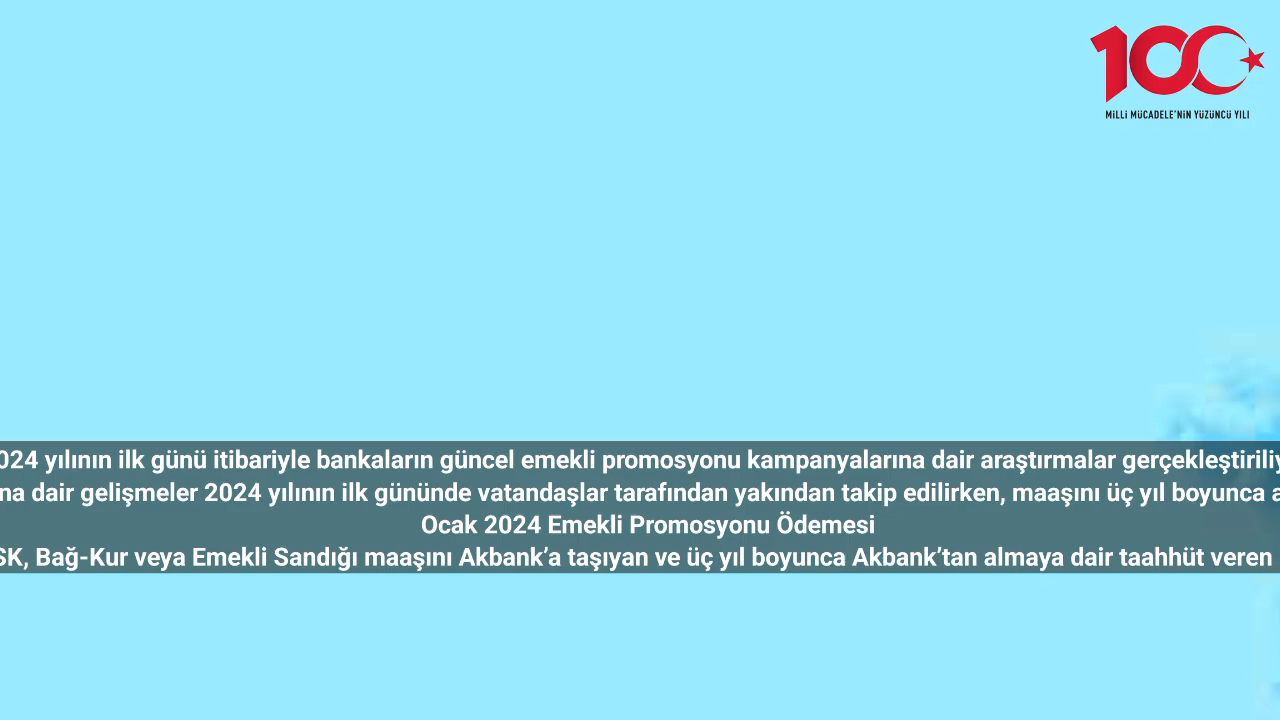 100
MİLLİ MÜCADELE'NİN YÜZÜNCÜ YILI
024 yılının ilk günü itibariyle bankaların güncel emekli promosyonu kampanyalarına dair araştırmalar gerçekleştiriliy
na dair gelişmeler 2024 yılının ilk gününde vatandaşlar tarafından yakından takip edilirken, maaşını üç yıl boyunca a
Ocak 2024 Emekli Promosyonu Ödemesi
SK, Bağ-Kur veya Emekli Sandığı maaşını Akbank’a taşıyan ve üç yıl boyunca Akbank’tan almaya dair taahhüt veren